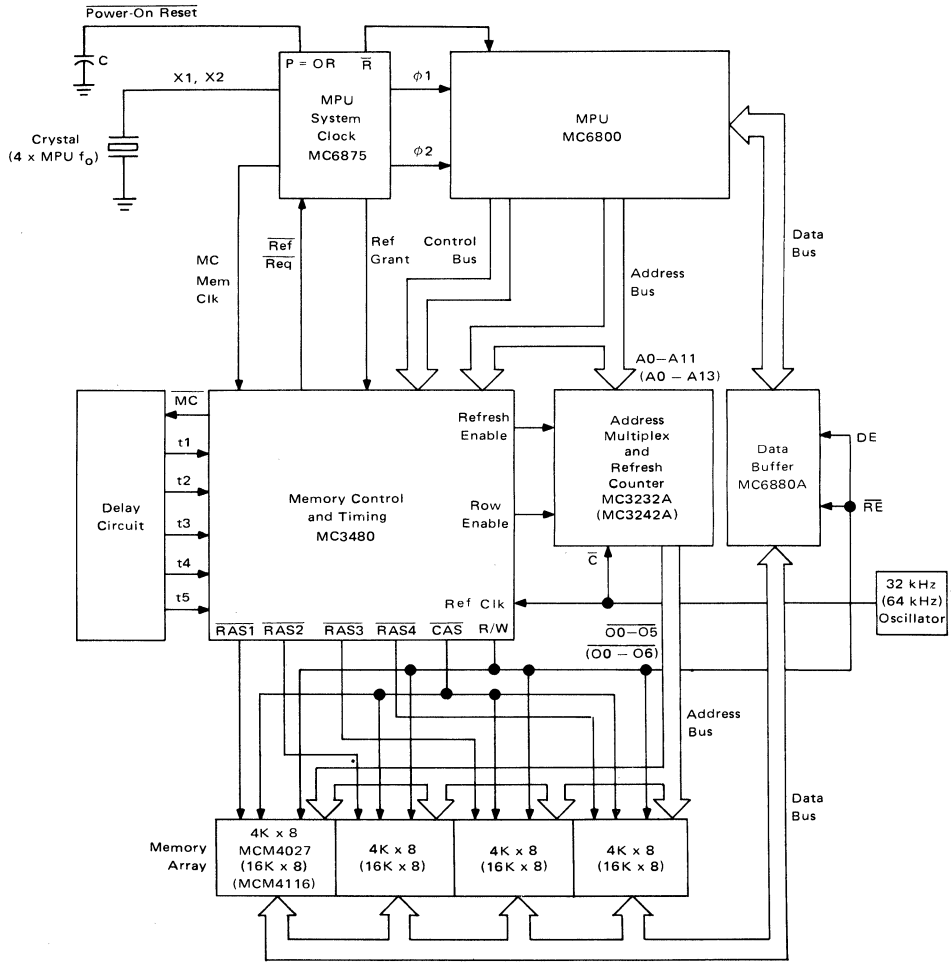 Power-On Reset
C
P = OR R
X1, X2
MPU
System
Clock
MC6875
ϕ1
ϕ2
MPU
MC6800
Crystal
(4 x MPU fo)
MC
Mem
Clk
Ref
Req
Ref
Grant
Control
Bus
Address
Bus
Data
Bus
A0–A11
(A0 – A13)
MC
t1
t2
t3
t4
t5
Delay
Circuit
Refresh
Enable
Memory Control
and Timing
MC3480
Row
Enable
Ref Clk
RAS1 RAS2 RAS3 RAS4 CAS R/W
Address
Multiplex
and
Refresh
Counter
MC3232A
(MC3242A)
C
Data
Buffer
MC6880A
DE
RE
32 kHz
(64 kHz)
Oscillator
O0–O5
(O0 – O6)
Address
Bus
Data
Bus
Memory
Array
4K x 8
MCM4027
(16K x 8)
(MCM4116)
4K x 8
(16K x 8)
4K x 8
(16K x 8)
4K x 8
(16K x 8)